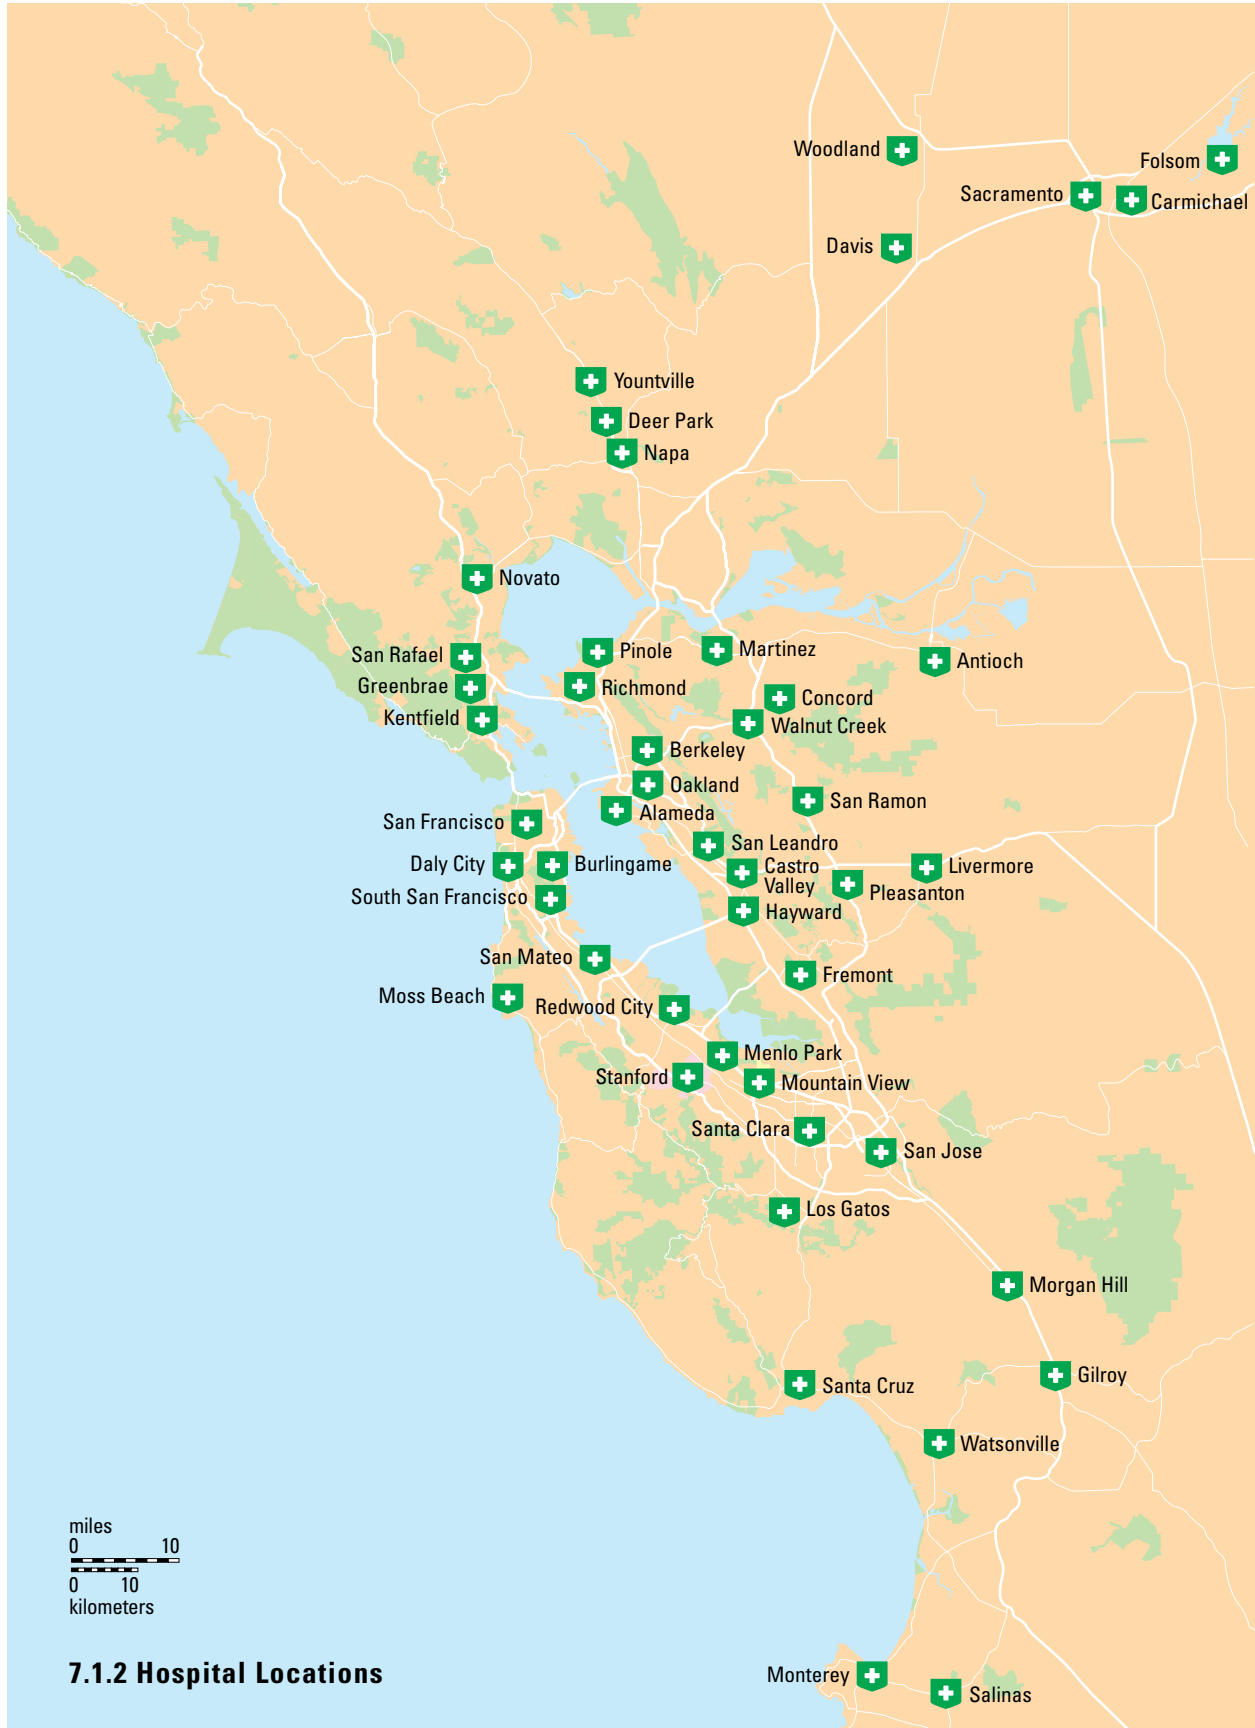 Woodland
Folsom
Sacramento
Carmichael
Davis
Yountville
Deer Park
Napa
Novato
San Rafael
Pinole
Martinez
Antioch
Greenbrae
Richmond
Concord
Kentfield
Walnut Creek
Berkeley
Oakland
San Ramon
Alameda
San Francisco
San Leandro
Daly City
Burlingame
Castro
Valley
Livermore
Pleasanton
South San Francisco
Hayward
San Mateo
Fremont
Moss Beach
Redwood City
Menlo Park
Stanford
Mountain View
Santa Clara
San Jose
Los Gatos
Morgan Hill
Gilroy
Santa Cruz
Watsonville
miles
0 10
0 10
kilometers
7.1.2 Hospital Locations
Monterey
Salinas